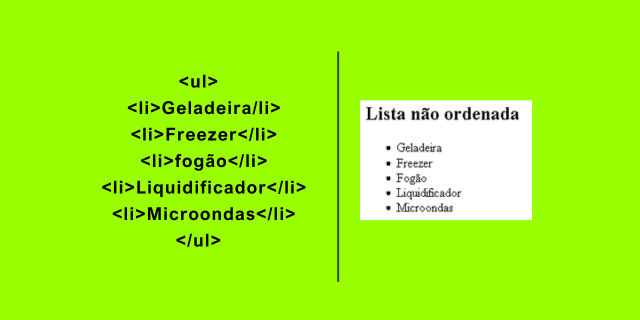 <ul>
<li>Geladeira/li>
<li>Freezer</li>
<li>fogão</li>
<li>Liquidificador</li>
<li>Microondas</li>
</ul>
Lista não ordenada
• Geladeira
• Freezer
• Fogão
• Liquidificador
• Microondas